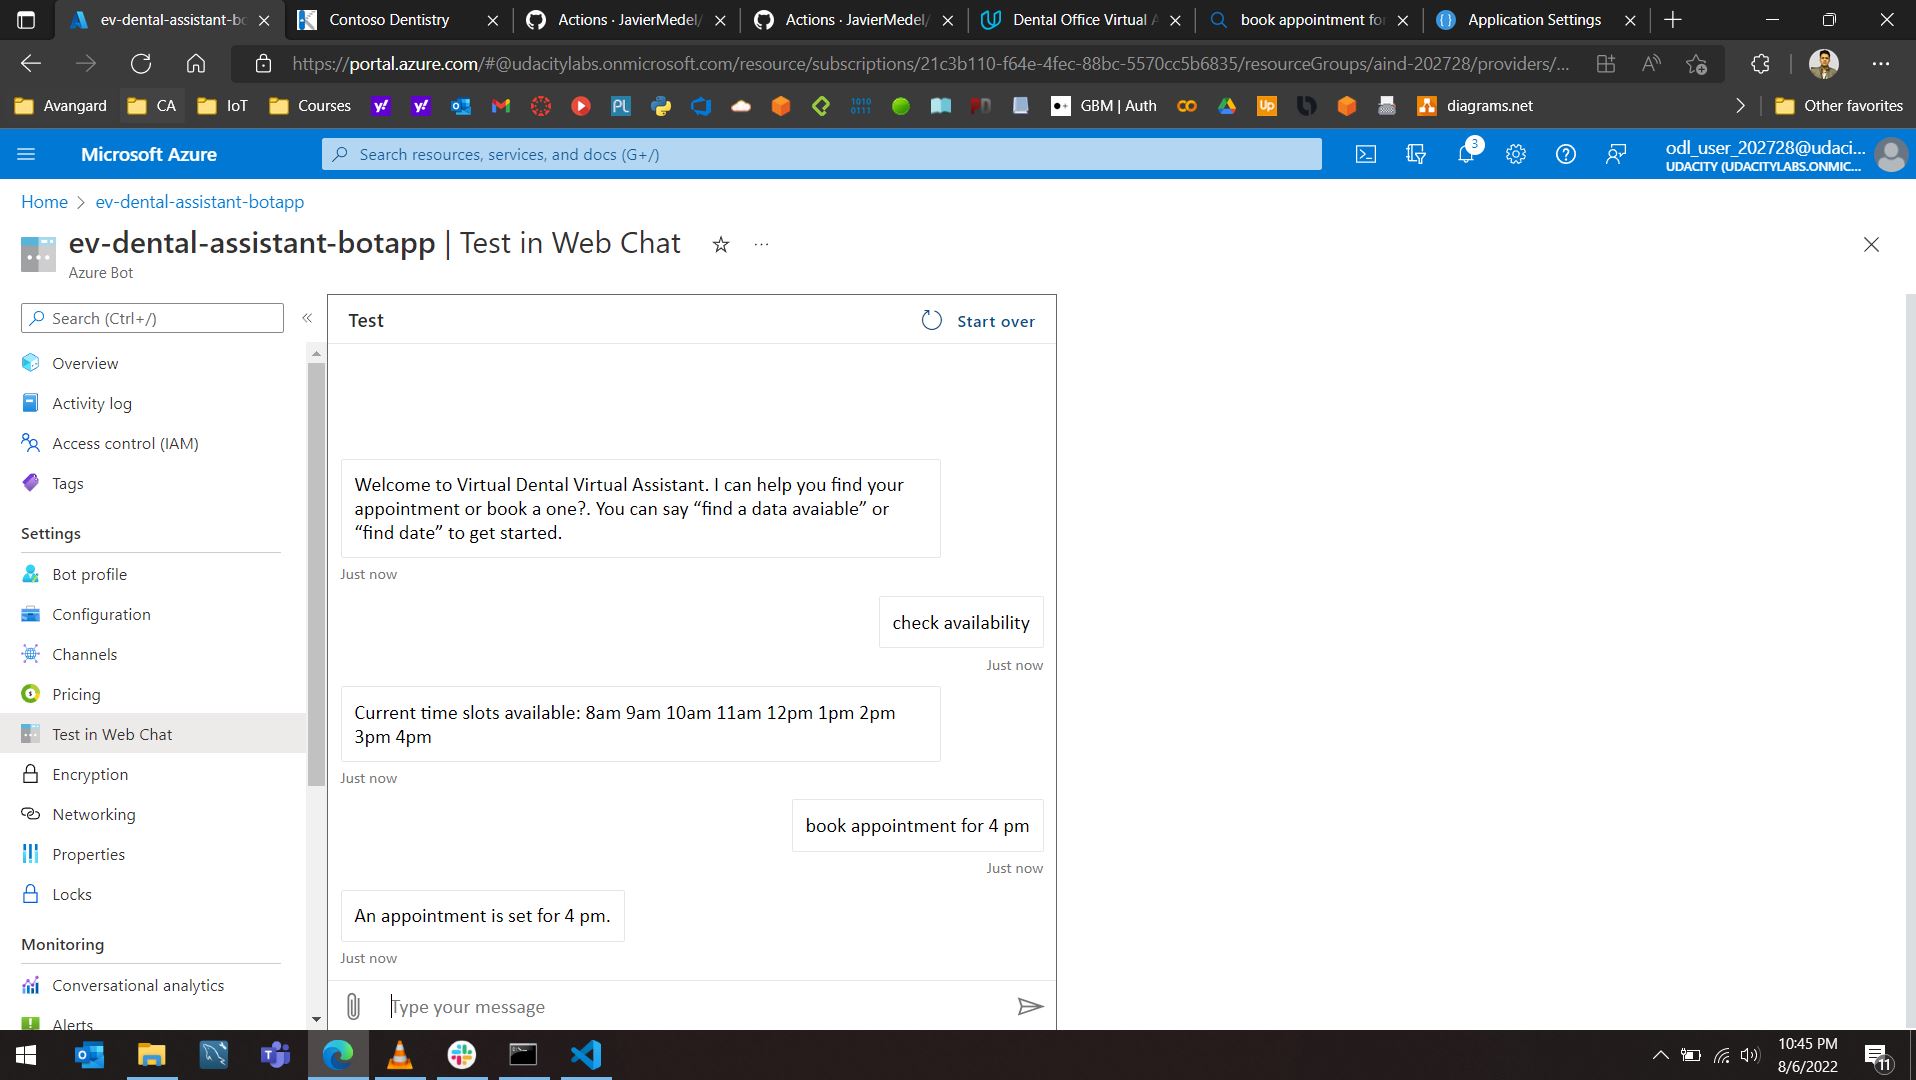 ev-dental-assistant-bo
Contoso Dentistry
Actions · JavierMedel/
Actions · JavierMedel/
Dental Office Virtual A
book appointment fo
Application Settings
https://portal.azure.com/#@udacitylabs.onmicrosoft.com/resource/subscriptions/21c3b110-f64e-4fec-88bc-5570cc5b6835/resourceGroups/aind-202728/providers/...
Avangard
CA
IoT
Courses
GBM | Auth
diagrams.net
Other favorites
Microsoft Azure
Search resources, services, and docs (G+/)
3
odl_user_202728@udaci...
UDACITY (UDACITYLABS.ONMIC...
Home > ev-dental-assistant-botapp
ev-dental-assistant-botapp | Test in Web Chat
Azure Bot
Search (Ctrl+/)
Overview
Activity log
Access control (IAM)
Tags
Settings
Bot profile
Configuration
Channels
Pricing
Test in Web Chat
Encryption
Networking
Properties
Locks
Monitoring
Conversational analytics
Alerts
Test
Start over
Welcome to Virtual Dental Virtual Assistant. I can help you find your
appointment or book a one?. You can say “find a data avaiable” or
“find date” to get started.
Just now
check availability
Just now
Current time slots available: 8am 9am 10am 11am 12pm 1pm 2pm
3pm 4pm
Just now
book appointment for 4 pm
Just now
An appointment is set for 4 pm.
Just now
Type your message
10:45 PM
8/6/2022
11